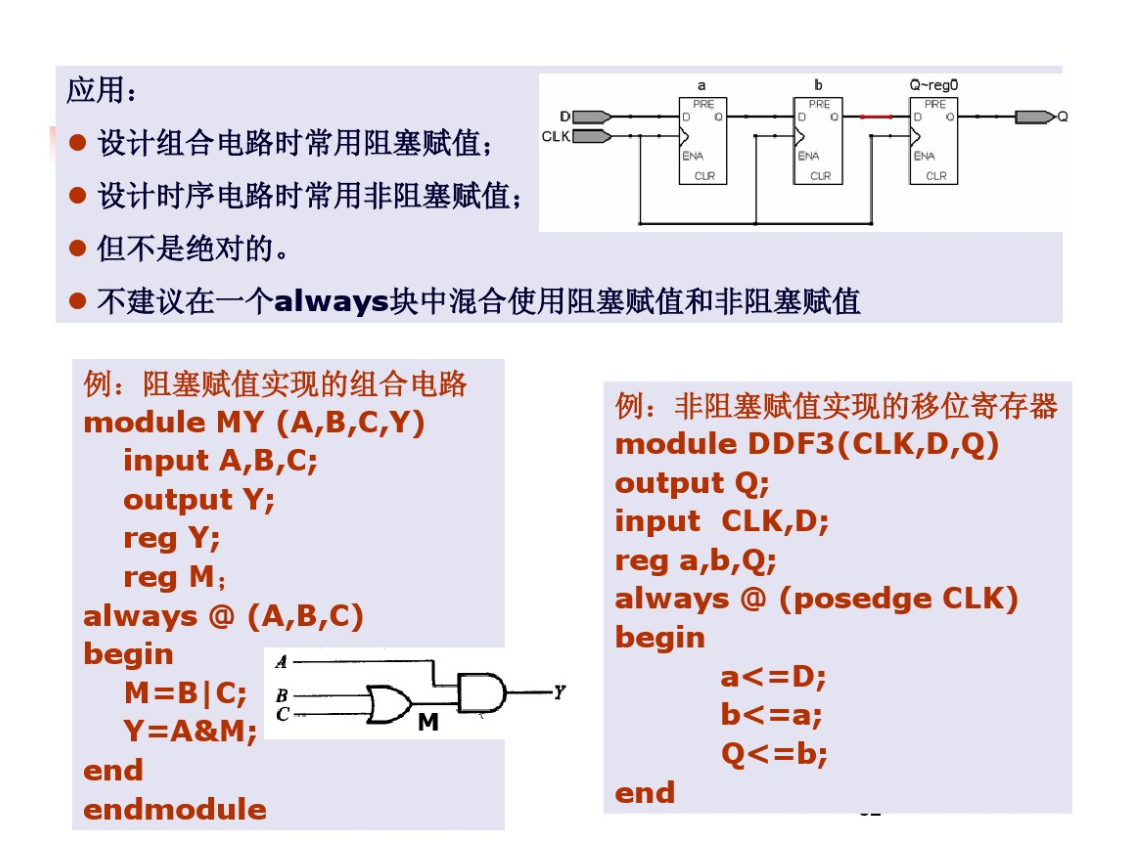 应用：
● 设计组合电路时常用阻塞赋值；
● 设计时序电路时常用非阻塞赋值；
● 但不是绝对的。
● 不建议在一个always块中混合使用阻塞赋值和非阻塞赋值
a b Q~reg0
PRE PRE PRE
D D Q D Q D Q Q
CLK
ENA ENA ENA
CLR CLR CLR
例：阻塞赋值实现的组合电路
module MY (A,B,C,Y)
input A,B,C;
output Y;
reg Y;
reg M；
always @ (A,B,C)
begin
M=B|C;
Y=A&M;
end
endmodule
A
B
C
M
Y
例：非阻塞赋值实现的移位寄存器
module DDF3(CLK,D,Q)
output Q;
input CLK,D;
reg a,b,Q;
always @ (posedge CLK)
begin
a<=D;
b<=a;
Q<=b;
end